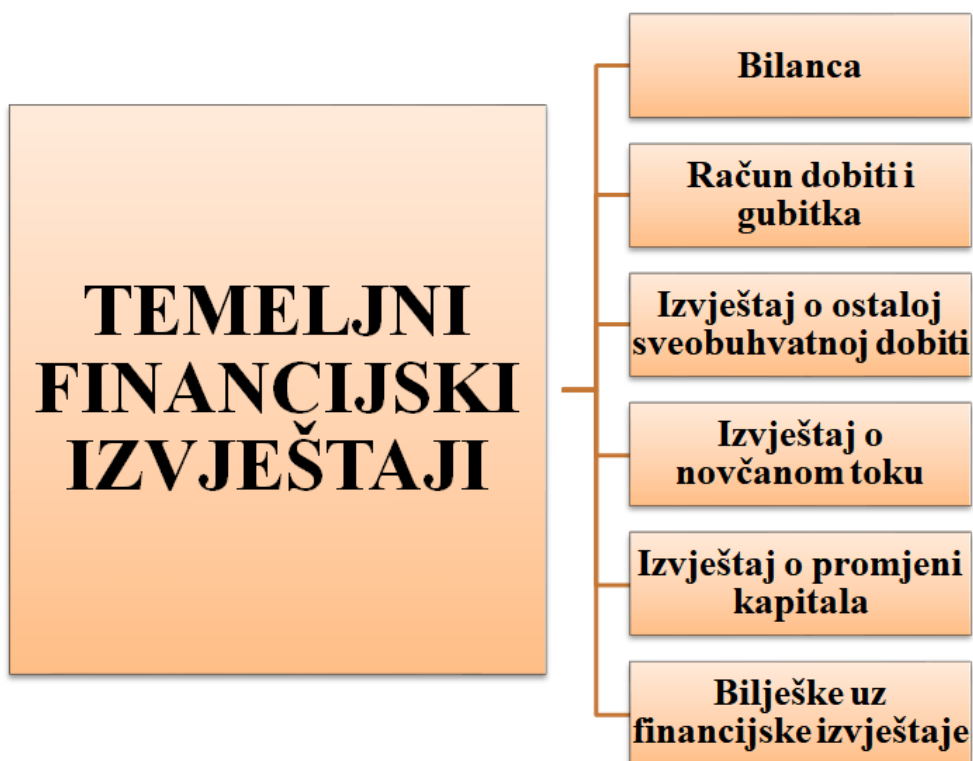 TEMELJNI
FINANCIJSKI
IZVJEŠTAJI
Bilanca
Račun dobiti i
gubitka
Izvještaj o ostaloj
sveobuhvatnoj dobiti
Izvještaj o
novčanom toku
Izvještaj o promjeni
kapitala
Bilješke uz
financijske izvještaje